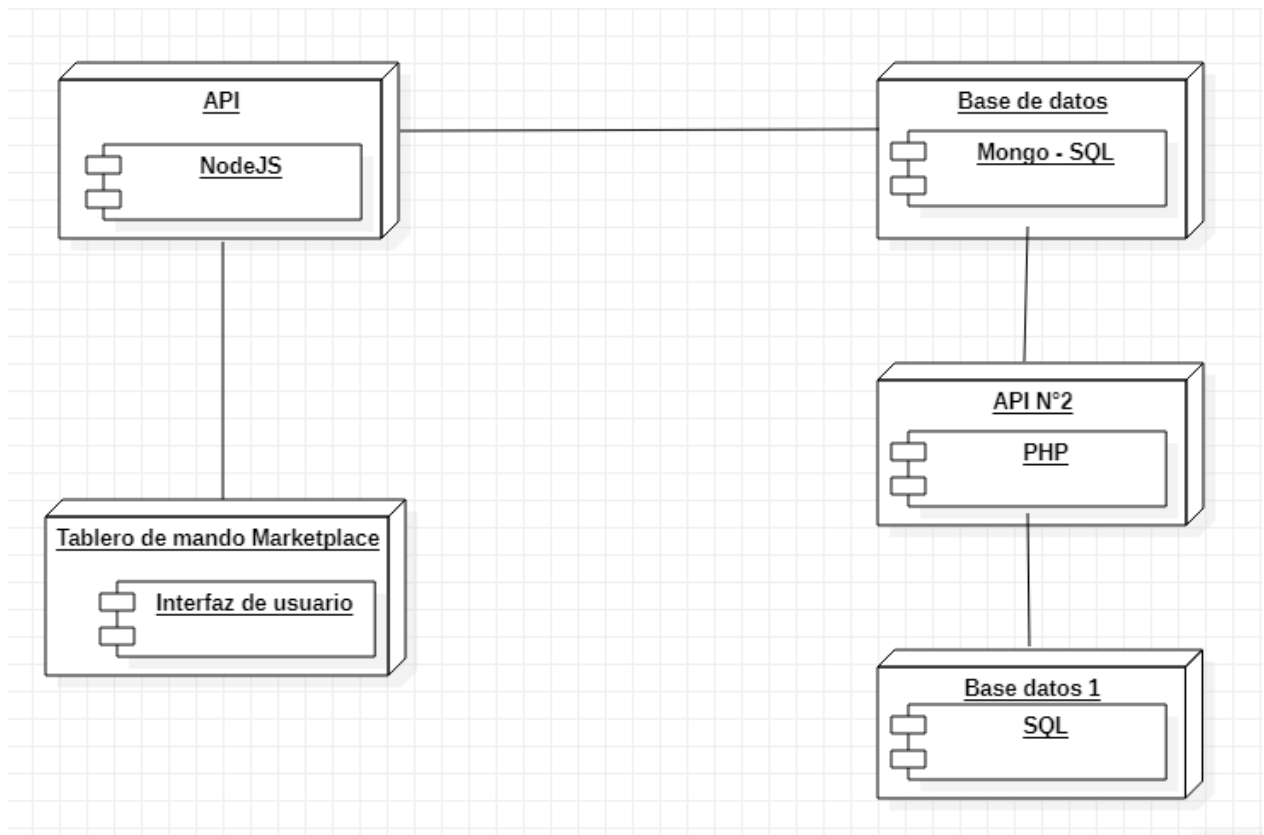 API
NodeJS
Base de datos
Mongo - SQL
API N°2
PHP
Tablero de mando Marketplace
Interfaz de usuario
Base datos 1
SQL